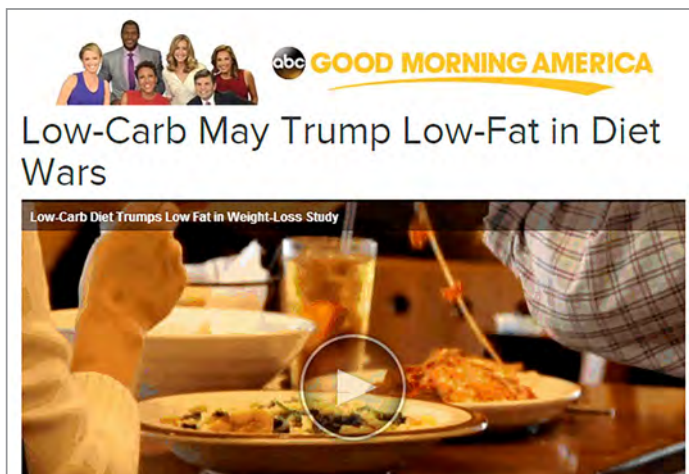 abc GOOD MORNING AMERICA
Low-Carb May Trump Low-Fat in Diet
Wars
Low-Carb Diet Trumps Low Fat in Weight-Loss Study